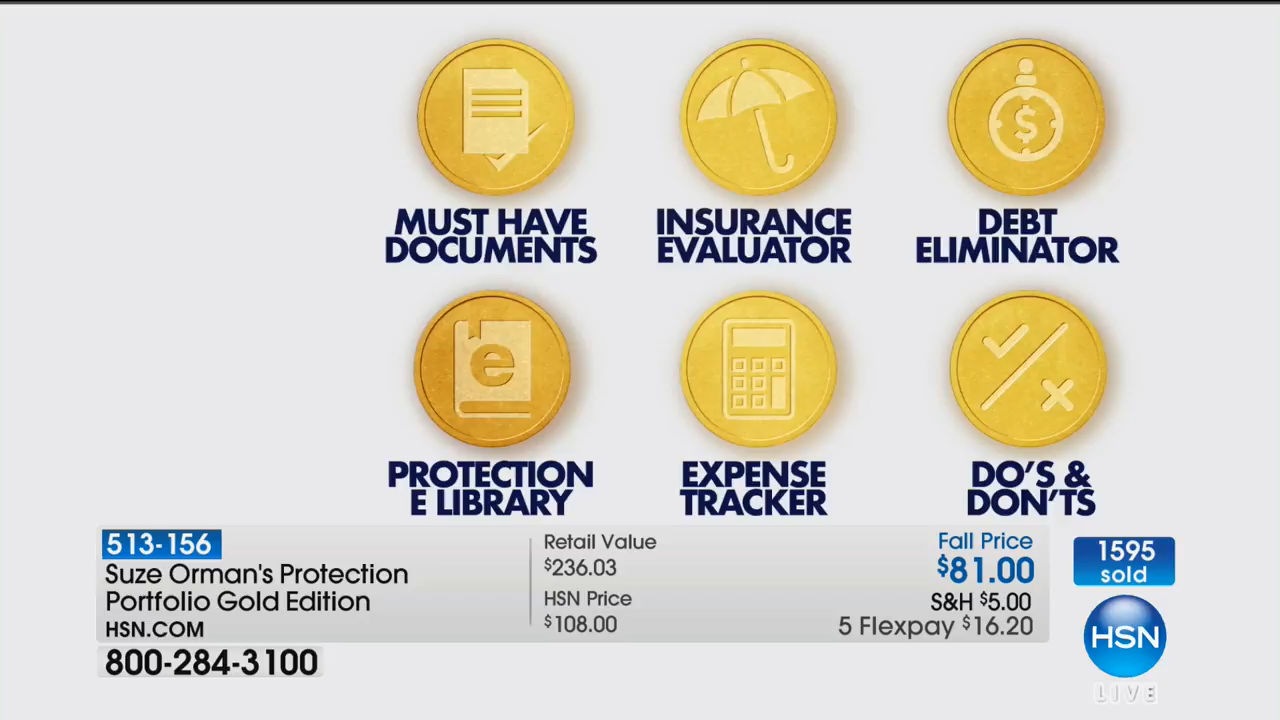 MUST HAVE
DOCUMENTS
INSURANCE
EVALUATOR
$
DEBT
ELIMINATOR
e
PROTECTION
E LIBRARY
EXPENSE
TRACKER
DO'S &
DON'TS
513-156
Suze Orman's Protection
Portfolio Gold Edition
HSN.COM
800-284-3100
Retail Value
$236.03
HSN Price
$108.00
Fall Price
$81.00
S&H $5.00
5 Flexpay $16.20
1595
sold
HSN
LIVE